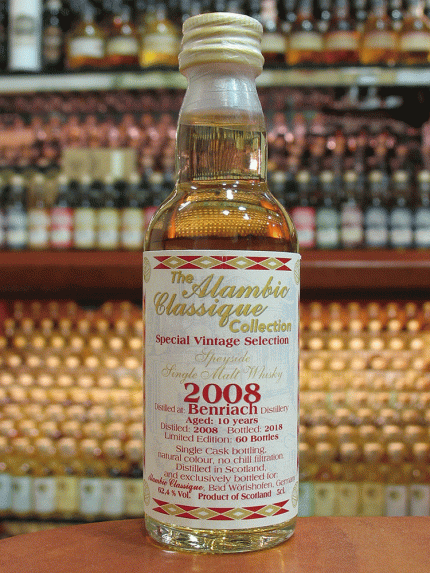 The Alambic
Classique
Collection
Special Vintage Selection
Speyside
Single Malt Whisky
2008
Distilled at: Benriach Distillery
Aged: 10 years
Distilled: 2008 Bottled: 2018
Limited Edition: 60 Bottles
Single Cask bottling,
natural colour, no chill filtration
Distilled in Scotland,
and exclusively bottled for:
Alambic Classique, Bad Wörishofen, Germany
52,4 % Vol. Product of Scotland 5cl.